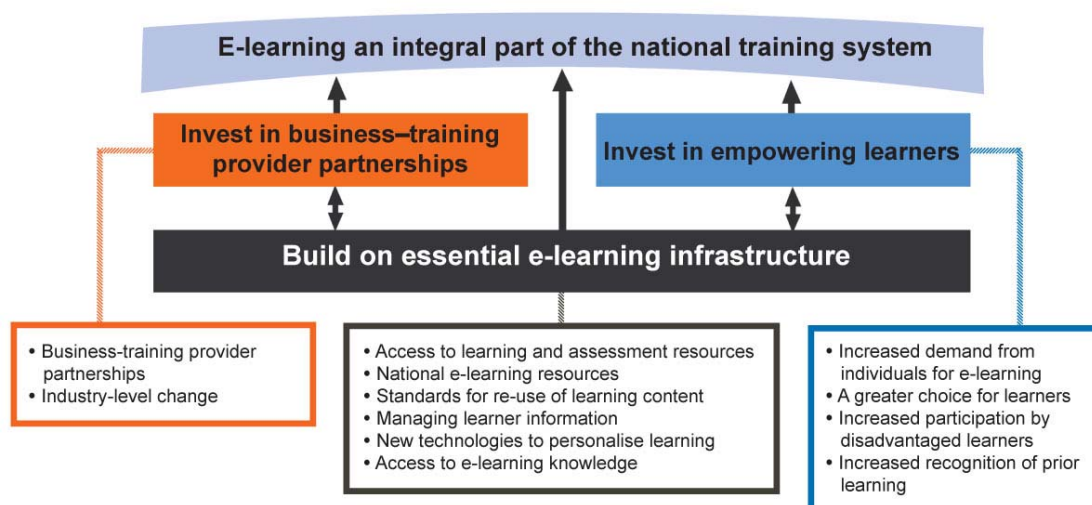 E-learning an integral part of the national training system
Invest in business–training
provider partnerships
Invest in empowering learners
Build on essential e-learning infrastructure
• Business-training provider
partnerships
• Industry-level change
• Access to learning and assessment resources
• National e-learning resources
• Standards for re-use of learning content
• Managing learner information
• New technologies to personalise learning
• Access to e-learning knowledge
• Increased demand from
individuals for e-learning
• A greater choice for learners
• Increased participation by
disadvantaged learners
• Increased recognition of prior
learning